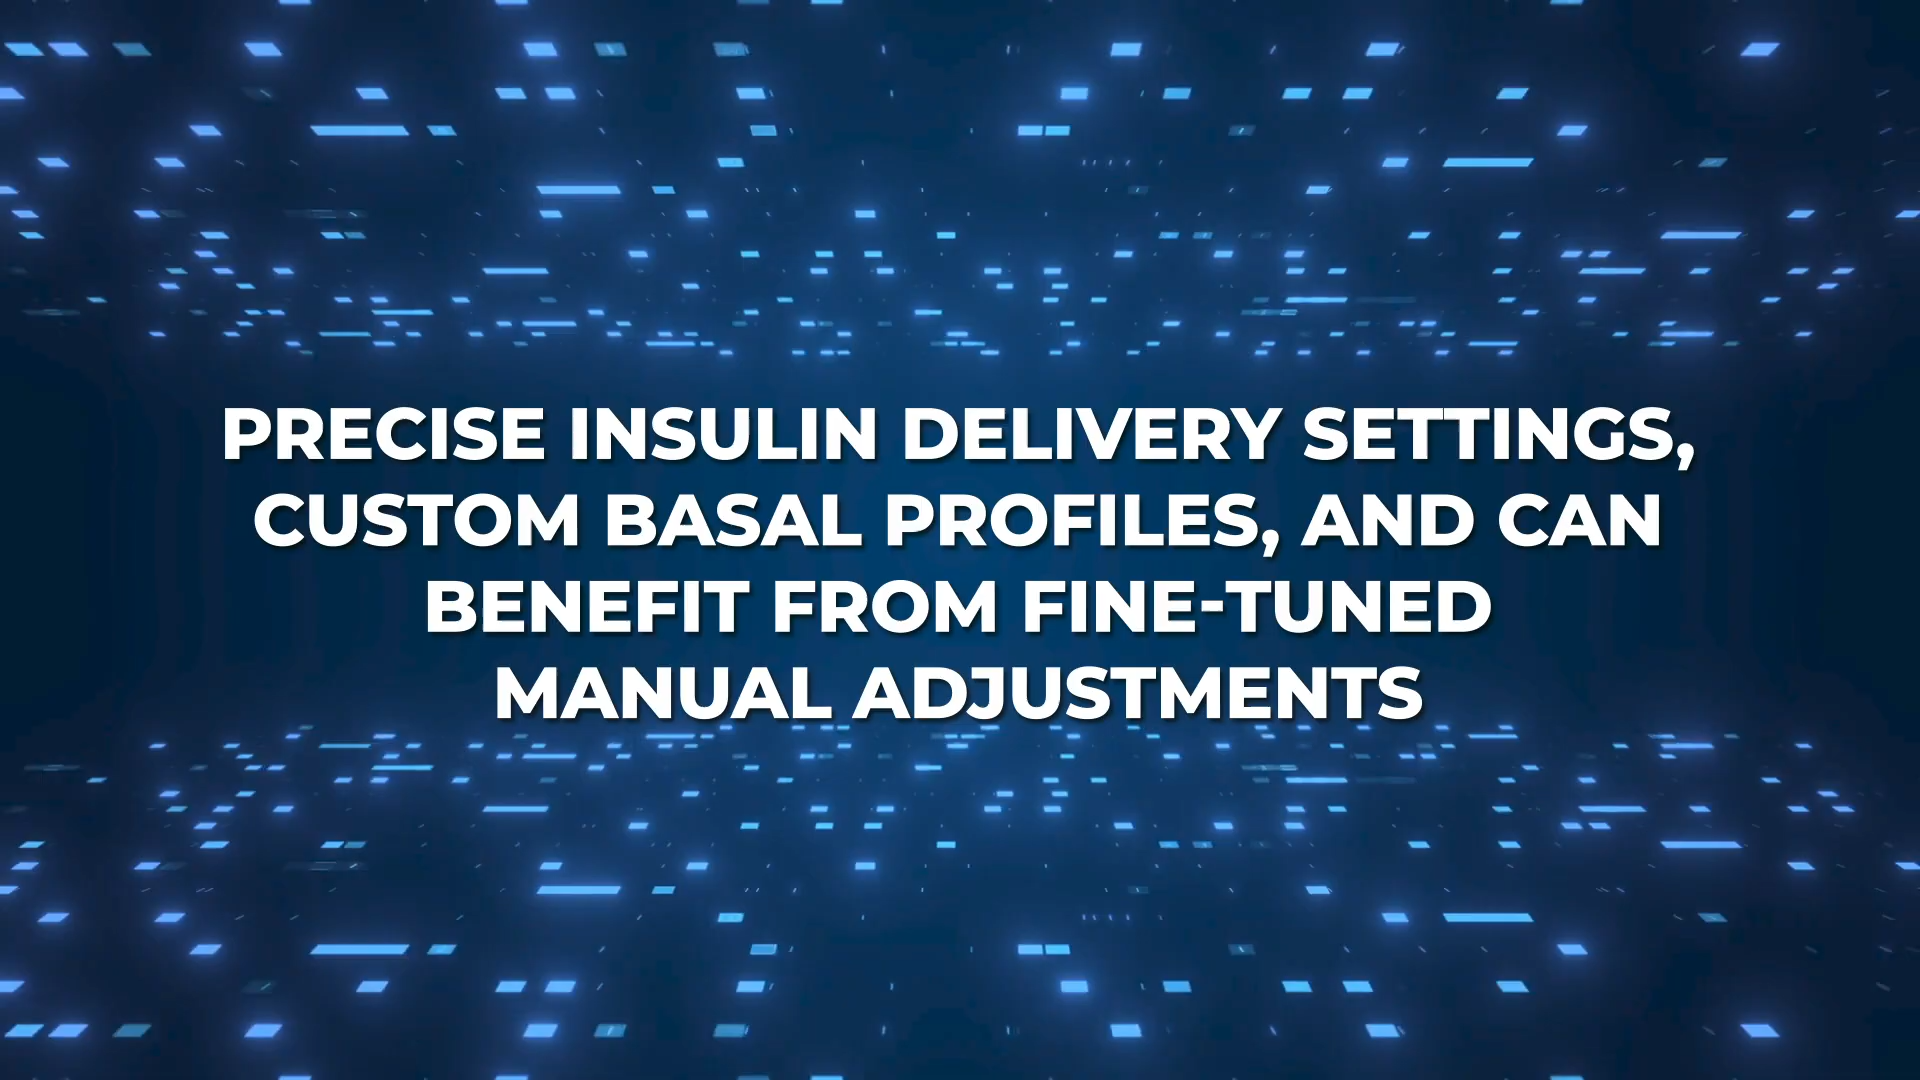 PRECISE INSULIN DELIVERY SETTINGS,
CUSTOM BASAL PROFILES, AND CAN
BENEFIT FROM FINE-TUNED
MANUAL ADJUSTMENTS